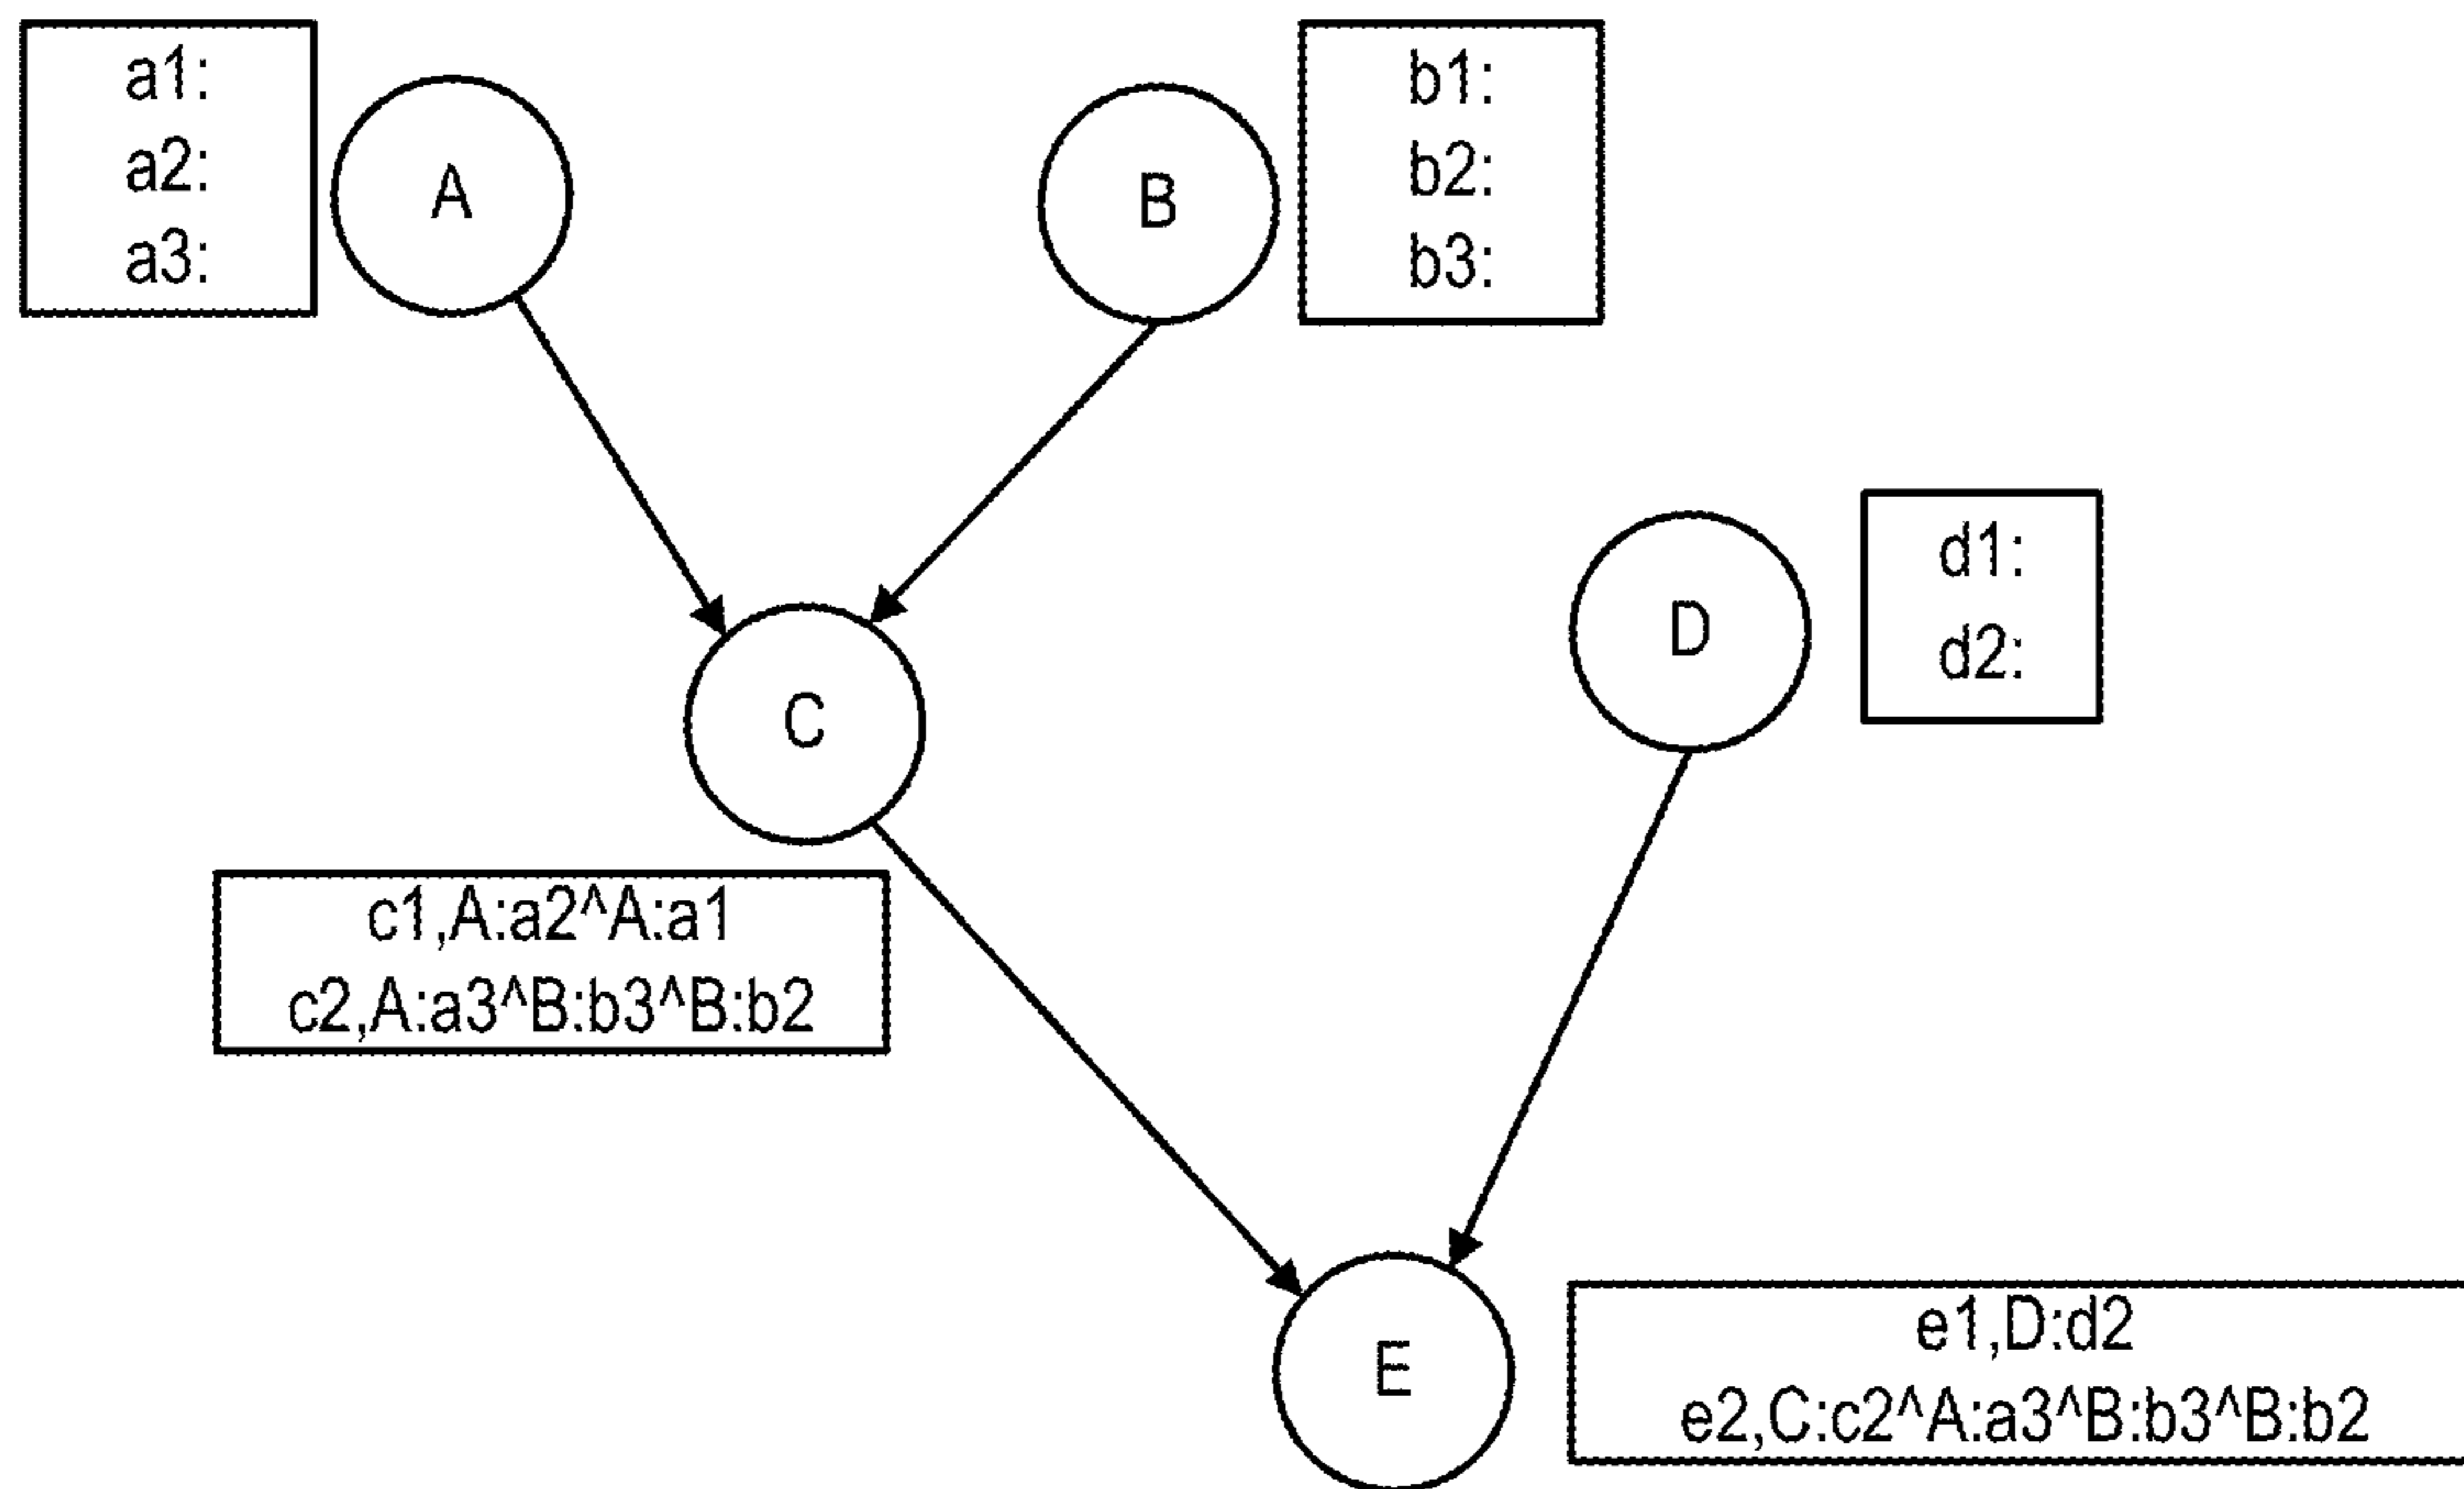 a1:
a2:
a3:
A
B
b1:
b2:
b3:
D
d1:
d2:
C
c1,A:a2^A:a1
c2,A:a3^B:b3^B:b2
E
e1,D:d2
e2,C:c2^A:a3^B:b3^B:b2